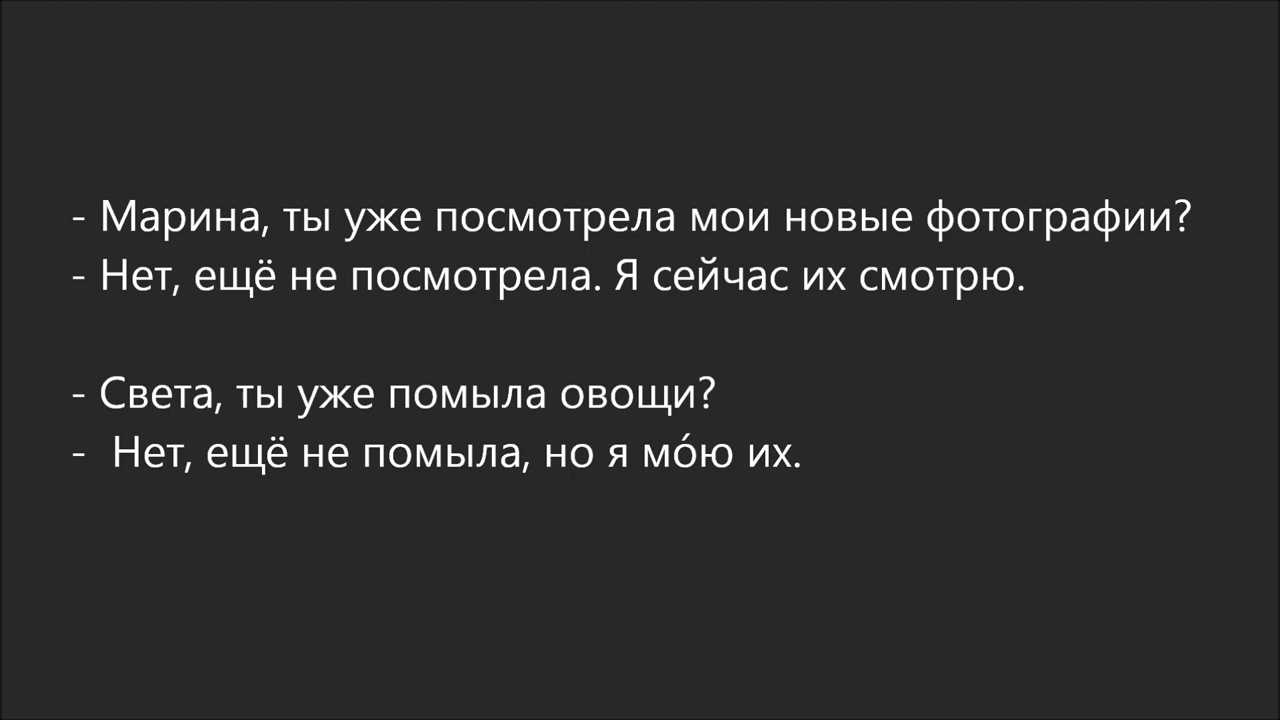 - Марина, ты уже посмотрела мои новые фотографии?
- Нет, ещё не посмотрела. Я сейчас их смотрю.
- Света, ты уже помыла овощи?
- Нет, ещё не помыла, но я мо́ю их.